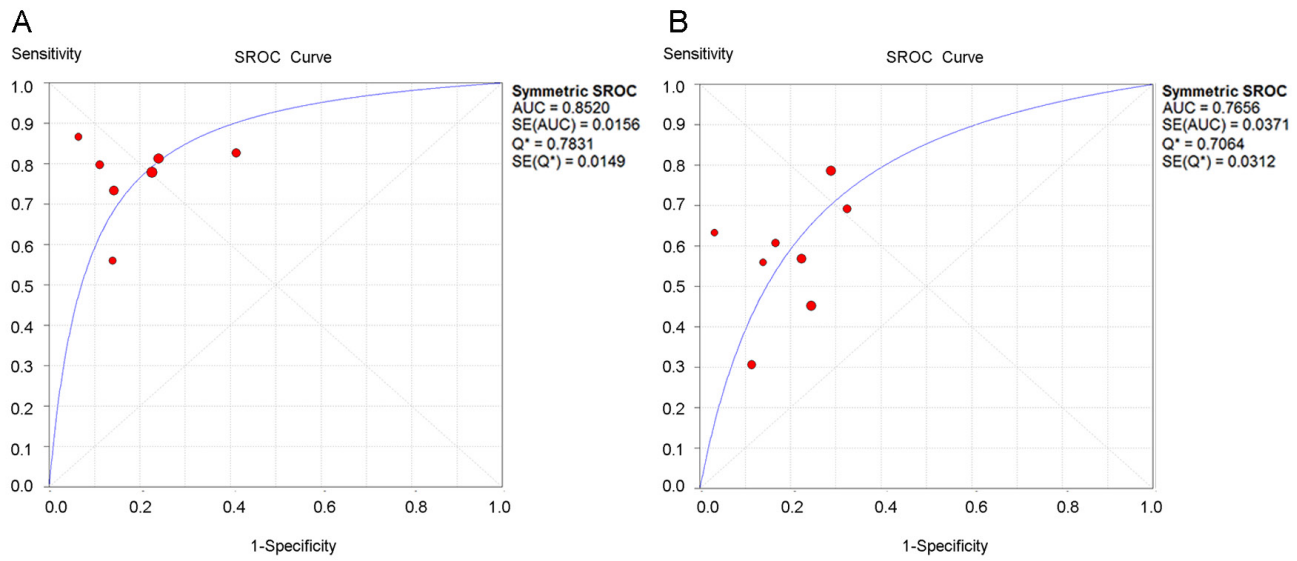 A
Sensitivity
SROC Curve
1.0
0.9
0.8
0.7
0.6
0.5
0.4
0.3
0.2
0.1
0.0
0.0 0.2 0.4 0.6 0.8 1.0
1-Specificity
Symmetric SROC
AUC = 0.8520
SE(AUC) = 0.0156
Q* = 0.7831
SE(Q*) = 0.0149
B
Sensitivity
SROC Curve
1.0
0.9
0.8
0.7
0.6
0.5
0.4
0.3
0.2
0.1
0.0
0.0 0.2 0.4 0.6 0.8 1.0
1-Specificity
Symmetric SROC
AUC = 0.7656
SE(AUC) = 0.0371
Q* = 0.7064
SE(Q*) = 0.0312